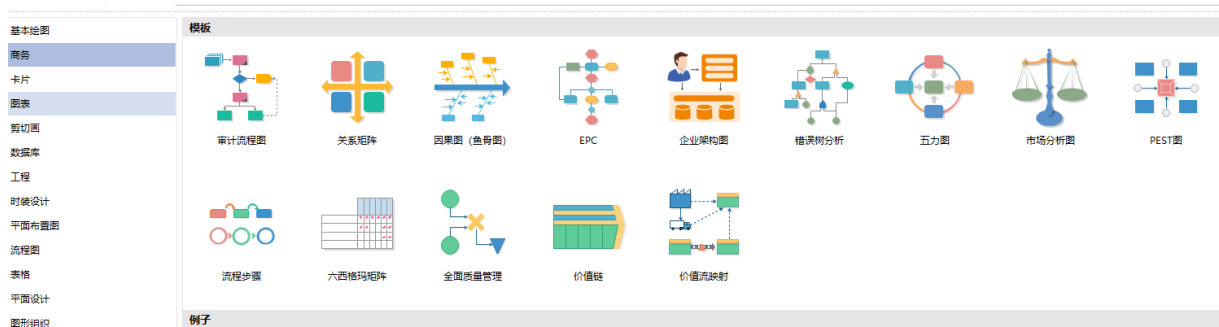 基本绘图
商务
卡片
图表
剪切画
数据库
工程
时装设计
平面布置图
流程图
表格
平面设计
图形组织
模板
审计流程图
关系矩阵
因果图（鱼骨图）
EPC
企业架构图
错误树分析
五力图
市场分析图
PEST图
流程步骤
六西格玛矩阵
全面质量管理
价值链
价值流映射
例子